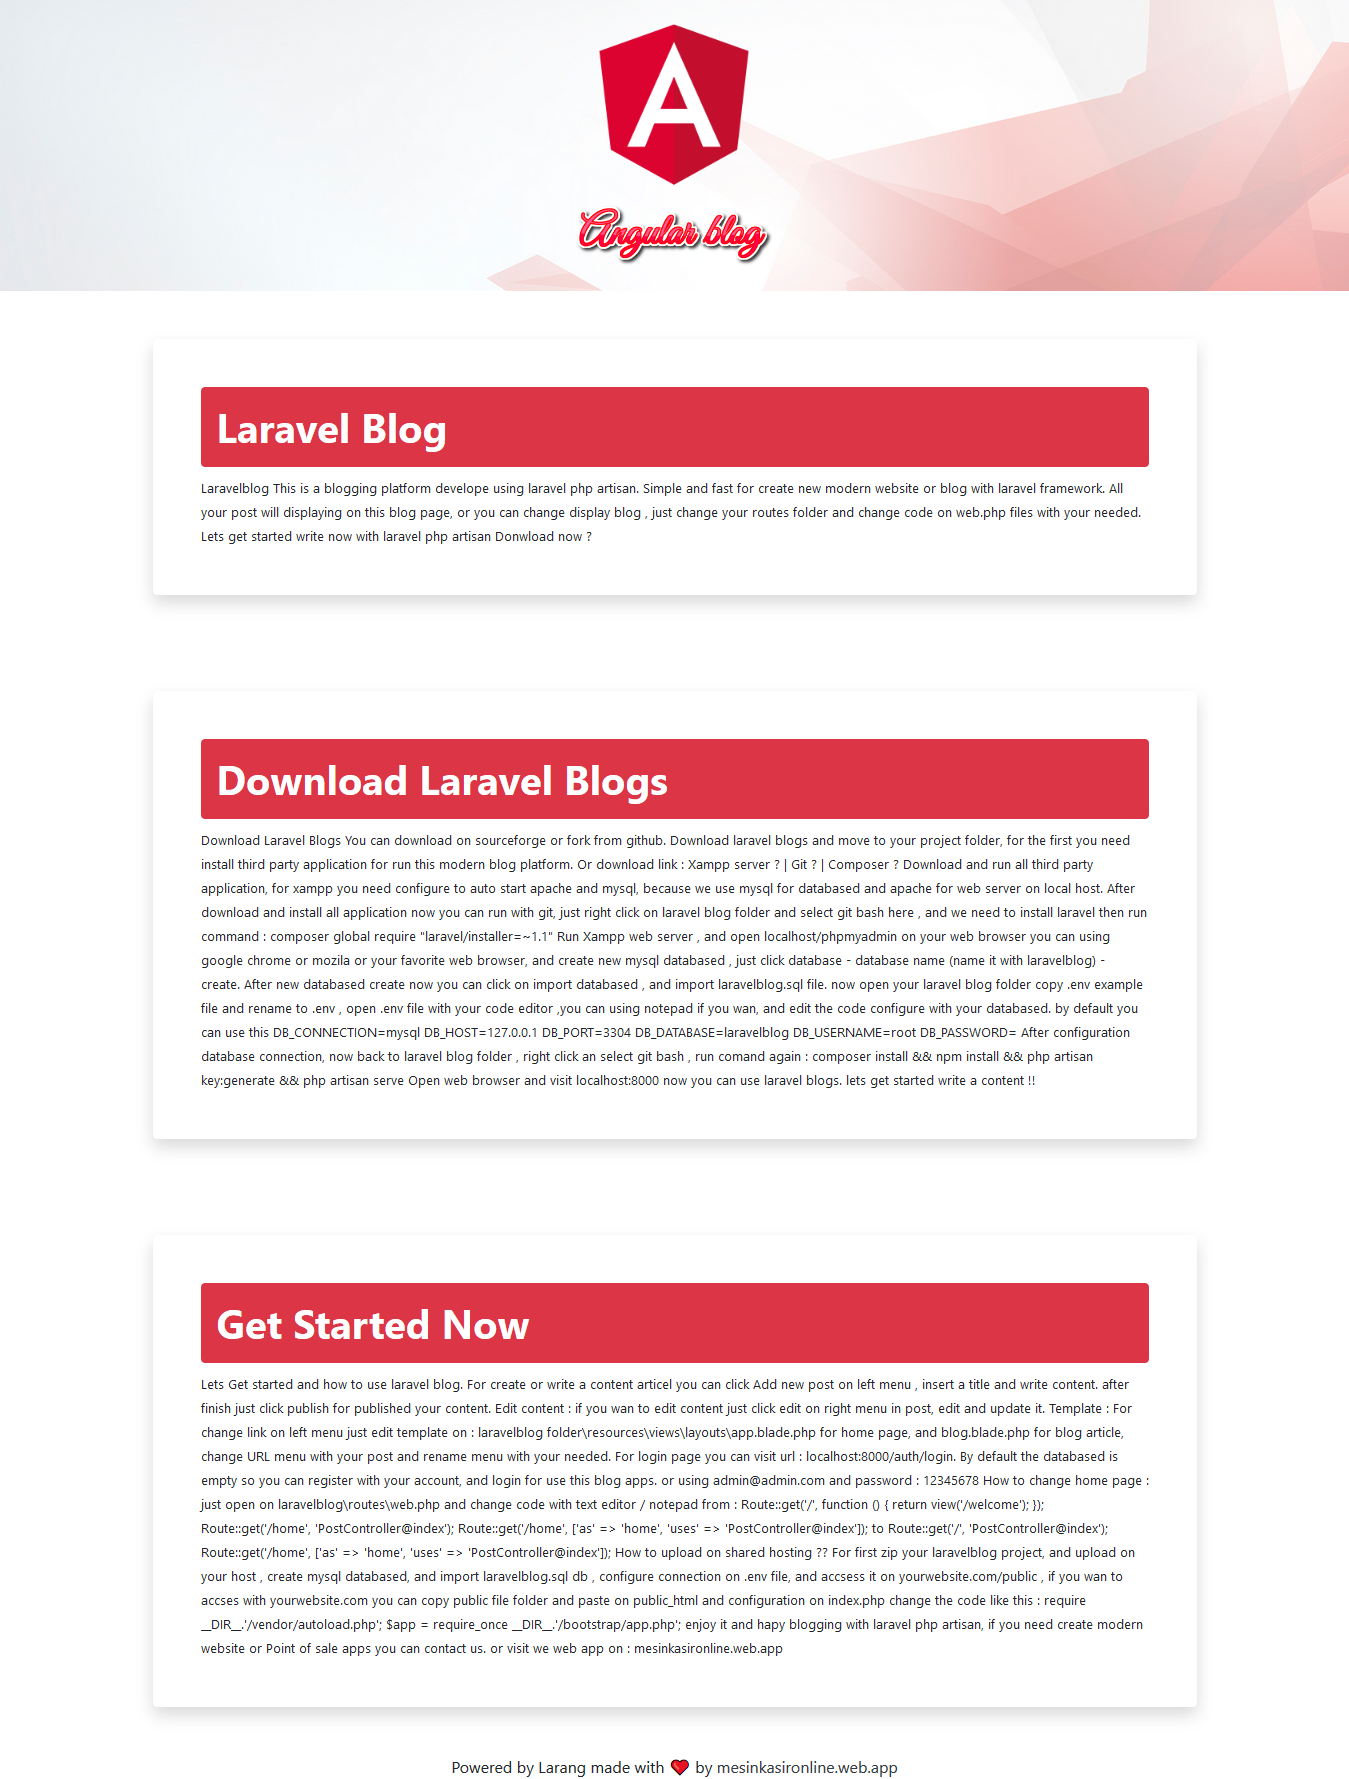 A
Angular blog
Laravel Blog
Laravelblog This is a blogging platform develope using laravel php artisan. Simple and fast for create new modern website or blog with laravel framework. All
your post will displaying on this blog page, or you can change display blog , just change your routes folder and change code on web.php files with your needed.
Lets get started write now with laravel php artisan Donwload now ?
Download Laravel Blogs
Download Laravel Blogs You can download on sourceforge or fork from github. Download laravel blogs and move to your project folder, for the first you need
install third party application for run this modern blog platform. Or download link : Xampp server ? | Git ? | Composer ? Download and run all third party
application, for xampp you need configure to auto start apache and mysql, because we use mysql for databased and apache for web server on local host. After
download and install all application now you can run with git, just right click on laravel blog folder and select git bash here , and we need to install laravel then run
command : composer global require "laravel/installer=~1.1" Run Xampp web server , and open localhost/phpmyadmin on your web browser you can using
google chrome or mozila or your favorite web browser, and create new mysql databased , just click database - database name (name it with laravelblog) -
create. After new databased create now you can click on import databased , and import laravelblog.sql file. now open your laravel blog folder copy .env example
file and rename to .env , open .env file with your code editor ,you can using notepad if you wan, and edit the code configure with your databased. by default you
can use this DB_CONNECTION=mysql DB_HOST=127.0.0.1 DB_PORT=3304 DB_DATABASE=laravelblog DB_USERNAME=root DB_PASSWORD= After configuration
database connection, now back to laravel blog folder , right click an select git bash , run comand again : composer install && npm install && php artisan
key:generate && php artisan serve Open web browser and visit localhost:8000 now you can use laravel blogs. lets get started write a content !!
Get Started Now
Lets Get started and how to use laravel blog. For create or write a content articel you can click Add new post on left menu , insert a title and write content. after
finish just click publish for published your content. Edit content : if you wan to edit content just click edit on right menu in post, edit and update it. Template : For
change link on left menu just edit template on : laravelblog folder\resources\views\layouts\app.blade.php for home page, and blog.blade.php for blog article,
change URL menu with your post and rename menu with your needed. For login page you can visit url : localhost:8000/auth/login. By default the databased is
empty so you can register with your account, and login for use this blog apps. or using admin@admin.com and password : 12345678 How to change home page :
just open on laravelblog\routes\web.php and change code with text editor / notepad from : Route::get('/', function () { return view('/welcome'); });
Route::get('/home', 'PostController@index'); Route::get('/home', ['as' => 'home', 'uses' => 'PostController@index']); to Route::get('/', 'PostController@index');
Route::get('/home', ['as' => 'home', 'uses' => 'PostController@index']); How to upload on shared hosting ?? For first zip your laravelblog project, and upload on
your host , create mysql databased, and import laravelblog.sql db , configure connection on .env file, and accsess it on yourwebsite.com/public , if you wan to
accses with yourwebsite.com you can copy public file folder and paste on public_html and configuration on index.php change the code like this : require
__DIR__.'/vendor/autoload.php'; $app = require_once __DIR__.'/bootstrap/app.php'; enjoy it and hapy blogging with laravel php artisan, if you need create modern
website or Point of sale apps you can contact us. or visit we web app on : mesinkasironline.web.app
Powered by Larang made with ❤ by mesinkasironline.web.app